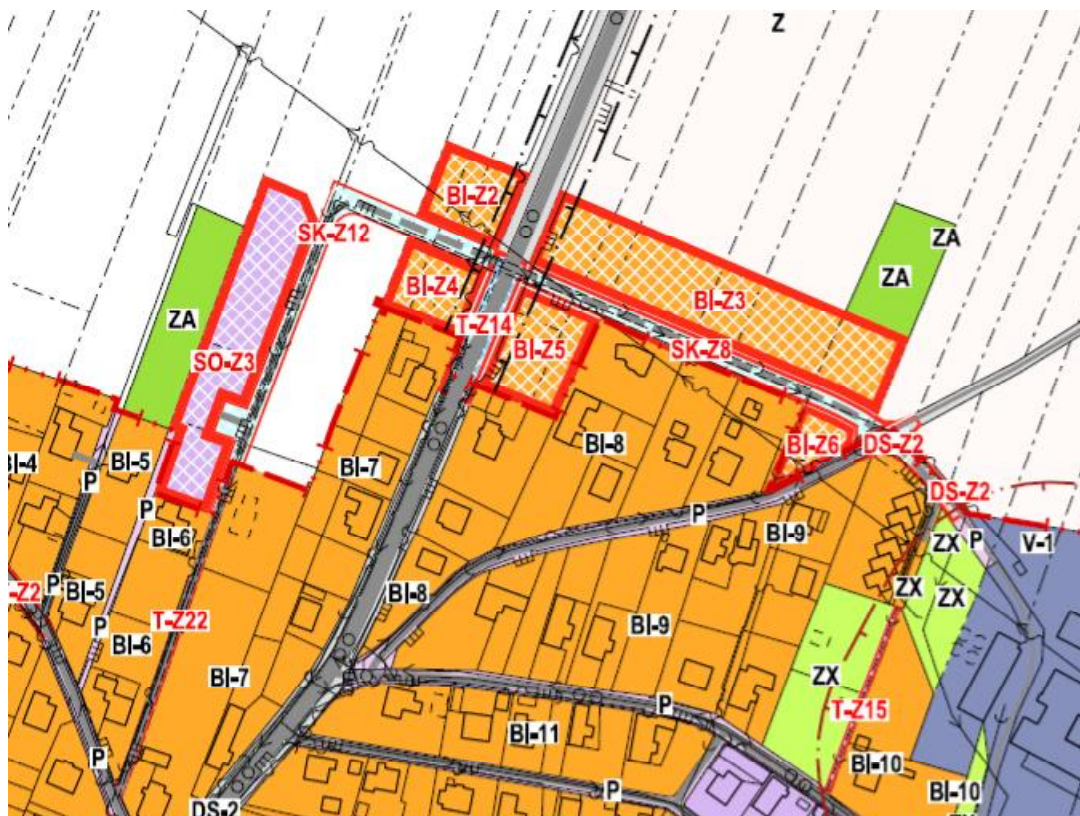 Z
BI-Z2
SK-Z12
ZA
BI-Z4
BI-Z3
ZA
ZA
T-Z14
BI-Z5
SK-Z8
SO-Z3
BI-Z6
DS-Z2
BI-8
BI-4
BI-5
BI-7
DS-Z2
P
P
BI-6
P
BI-9
ZX
P
V-1
P
BI-5
BI-8
ZX
ZX
-Z2
P
BI-6
T-Z22
BI-9
BI-7
ZX
P
T-Z15
P
BI-11
BI-10
P
BI-10
DS-2